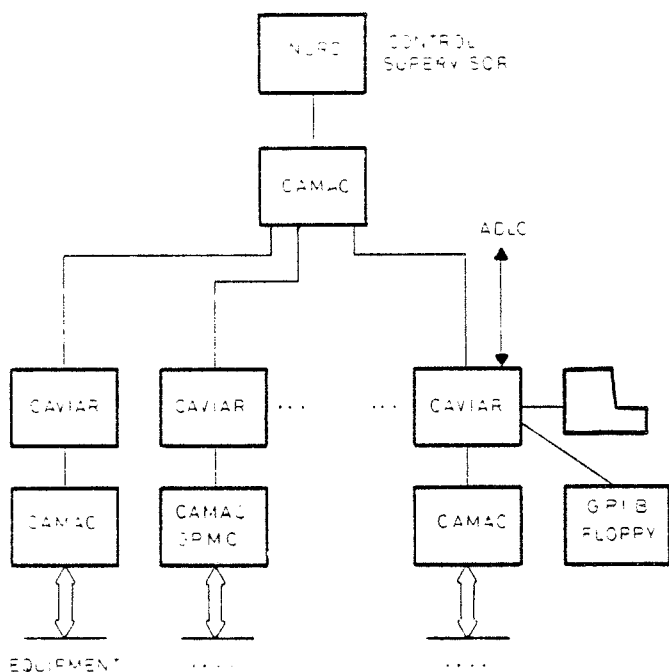 NORD
CONTROL
SUPERVISOR
CAMAC
ADLC
CAVIAR
CAVIAR
...
...
CAVIAR
CAMAC
CAMAC
CAMAC
GPIB
FLOPPY
EQUIPMENT
....
....